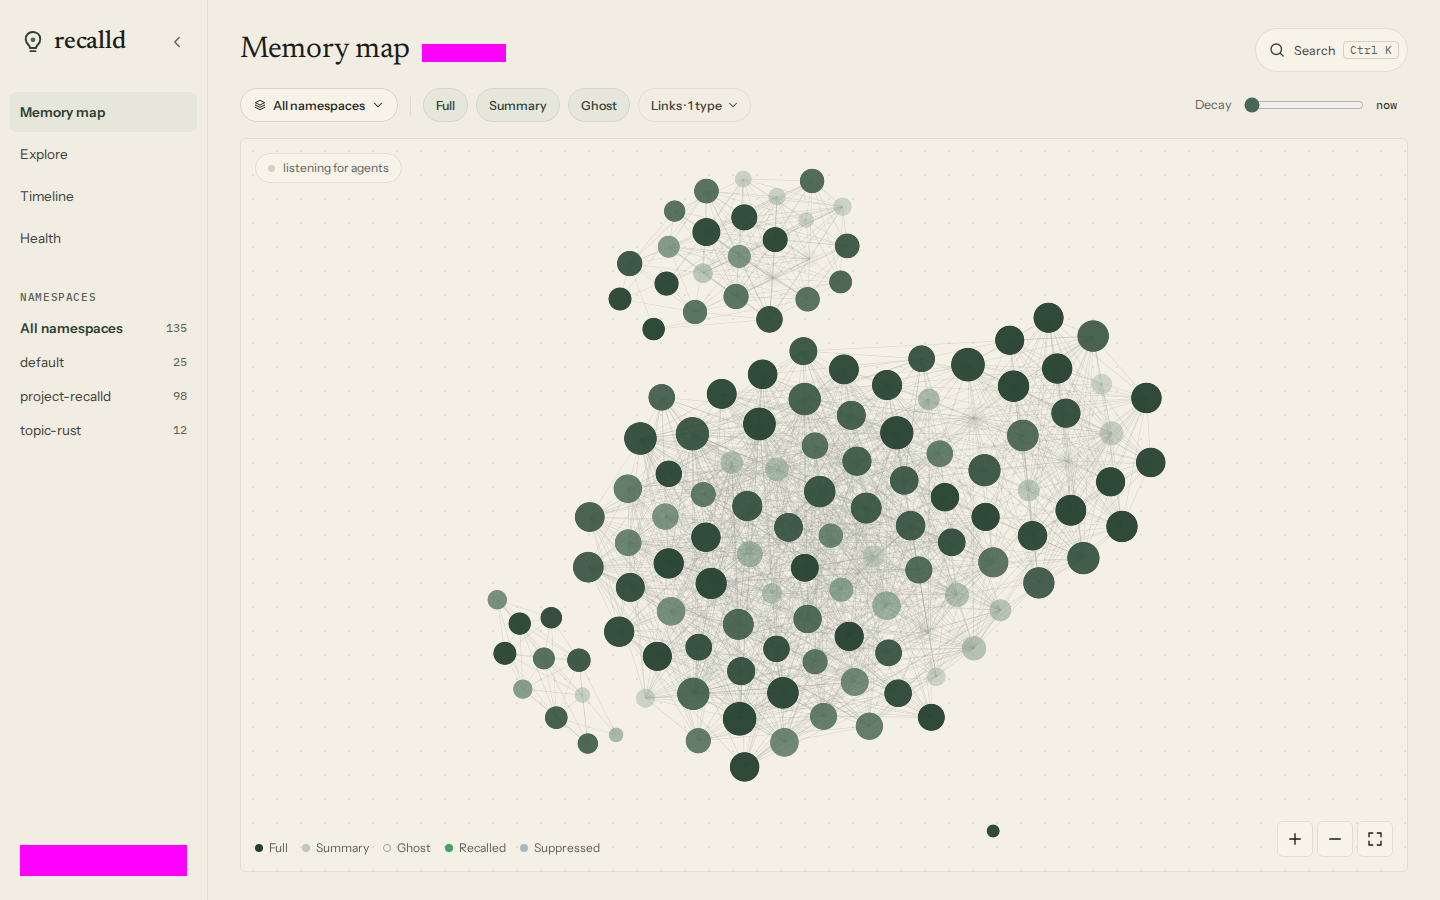 recalld
Memory map
Explore
Timeline
Health
NAMESPACES
All namespaces 135
default 25
project-recalld 98
topic-rust 12
Memory map
Search Ctrl K
All namespaces
Full
Summary
Ghost
Links · 1 type
Decay
now
listening for agents
Full
Summary
Ghost
Recalled
Suppressed